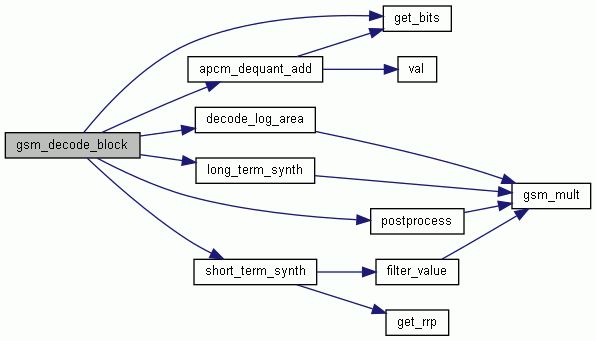 get_bits
apcm_dequant_add
val
decode_log_area
gsm_decode_block
long_term_synth
gsm_mult
postprocess
short_term_synth
filter_value
get_rrp